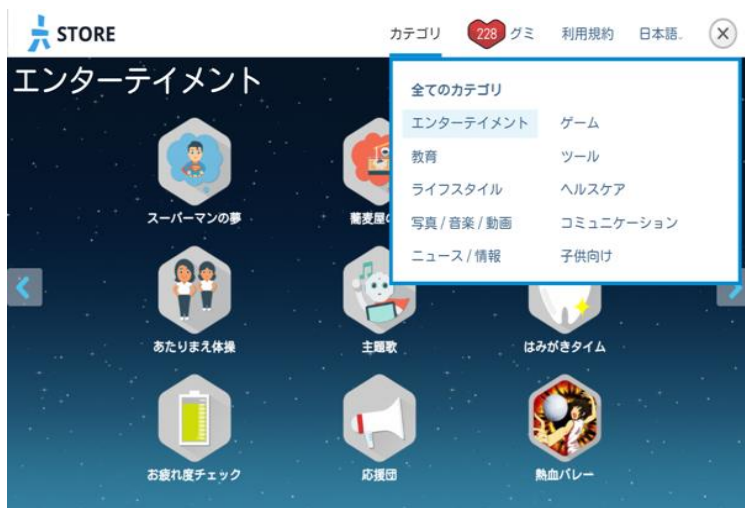 STORE
カテゴリ 228 グミ 利用規約 日本語..
エンターテイメント
全てのカテゴリ
エンターテイメント ゲーム
教育 ツール
ライフスタイル ヘルスケア
写真/音楽/動画 コミュニケーション
ニュース/情報 子供向け
スーパーマンの夢 蕎麦屋の
あたりまえ体操 主題歌 はみがきタイム
お疲れ度チェック 応援団 熱血バレー